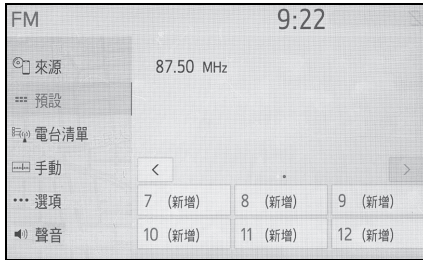 FM 9:22
來源
87.50 MHz
預設
電台清單
手動
選項
7 (新增) 8 (新增) 9 (新增)
聲音
10 (新增) 11 (新增) 12 (新增)